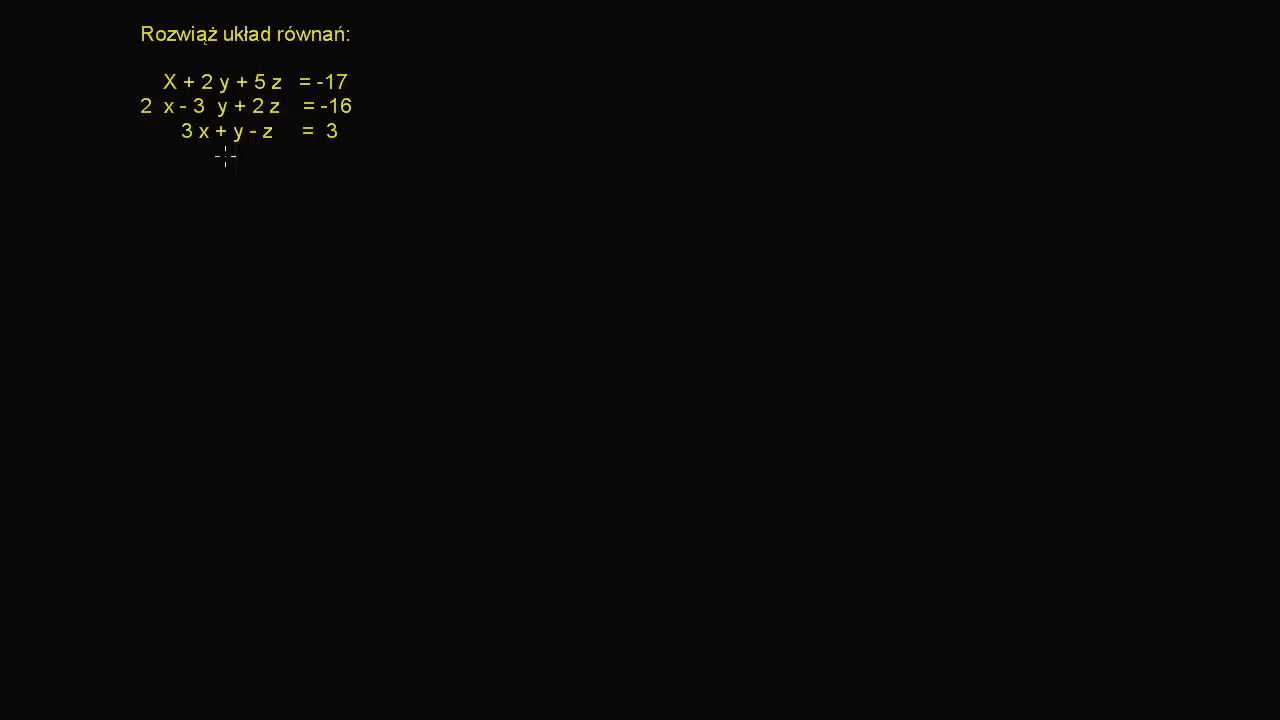 Rozwiąż układ równań:
X + 2 y + 5 z = -17
2 x - 3 y + 2 z = -16
3 x + y - z = 3